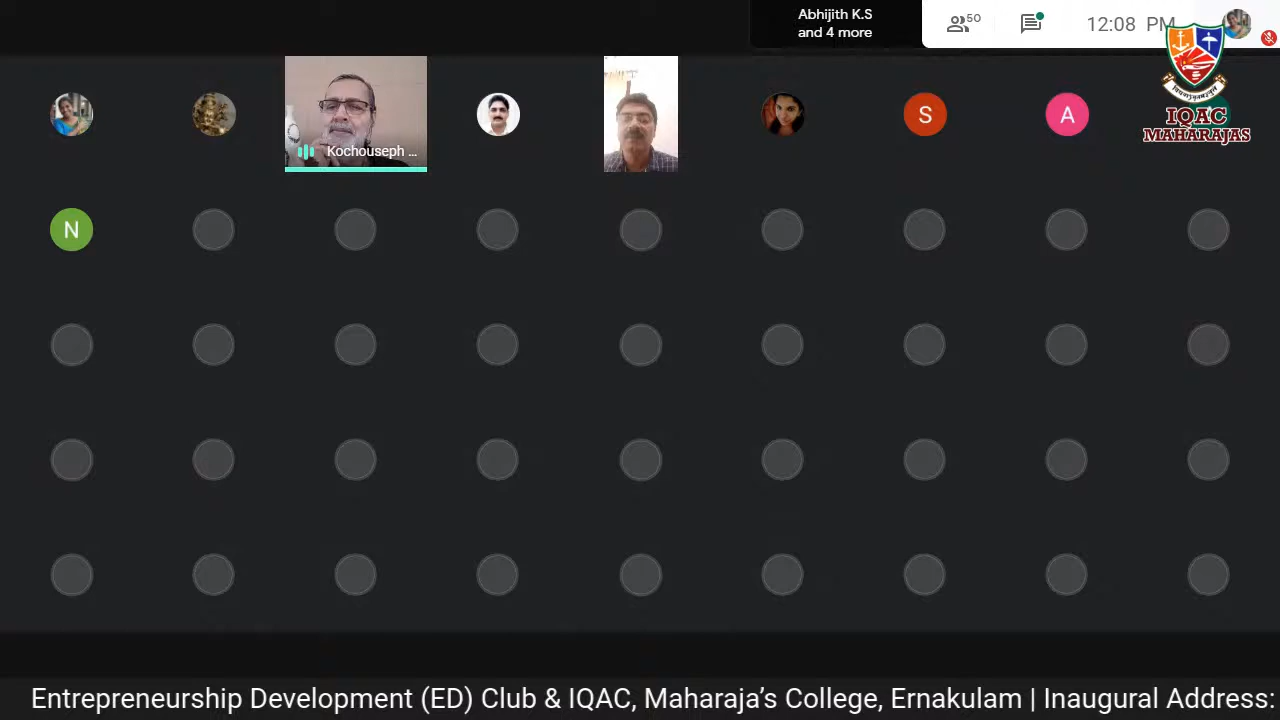 Abhijith K.S
and 4 more
50
12:08 PM
IQAC
MAHARAJAS
Kochouseph ...
S
A
N
Entrepreneurship Development (ED) Club & IQAC, Maharaja’s College, Ernakulam | Inaugural Address: